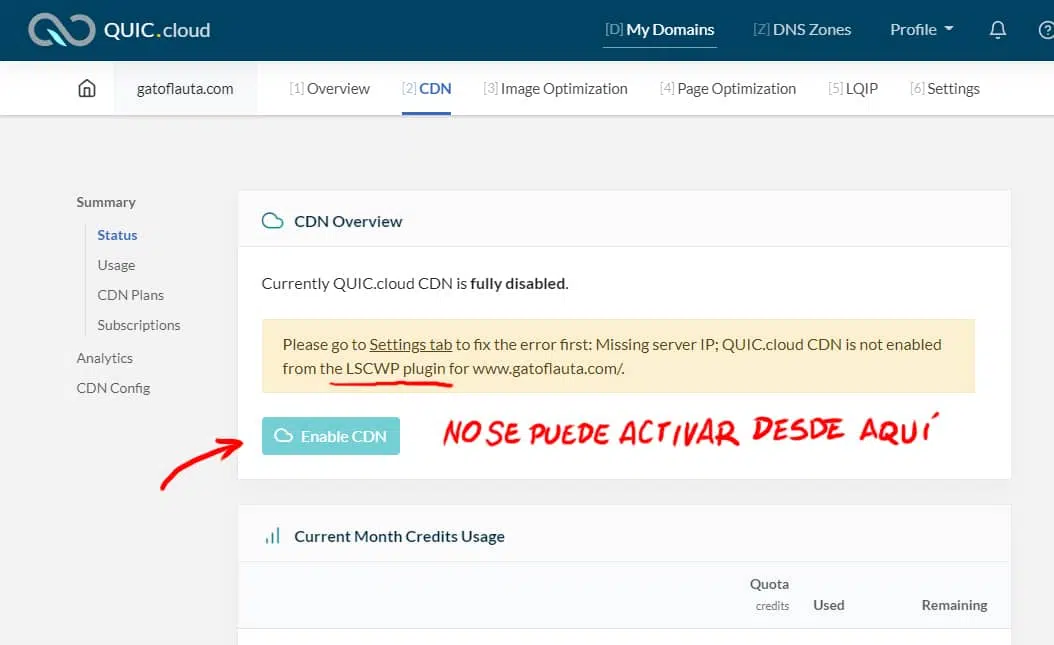 QUIC.cloud
[D] My Domains
[Z] DNS Zones
Profile
gatoflauta.com
[1] Overview
[2] CDN
[3] Image Optimization
[4] Page Optimization
[5] LQIP
[6] Settings
Summary
Status
Usage
CDN Plans
Subscriptions
Analytics
CDN Config
CDN Overview
Currently QUIC.cloud CDN is fully disabled.
Please go to Settings tab to fix the error first: Missing server IP; QUIC.cloud CDN is not enabled
from the LSCWP plugin for www.gatoflauta.com/.
Enable CDN
NO SE PUEDE ACTIVAR DESDE AQUÍ
Current Month Credits Usage
Quota
credits
Used
Remaining